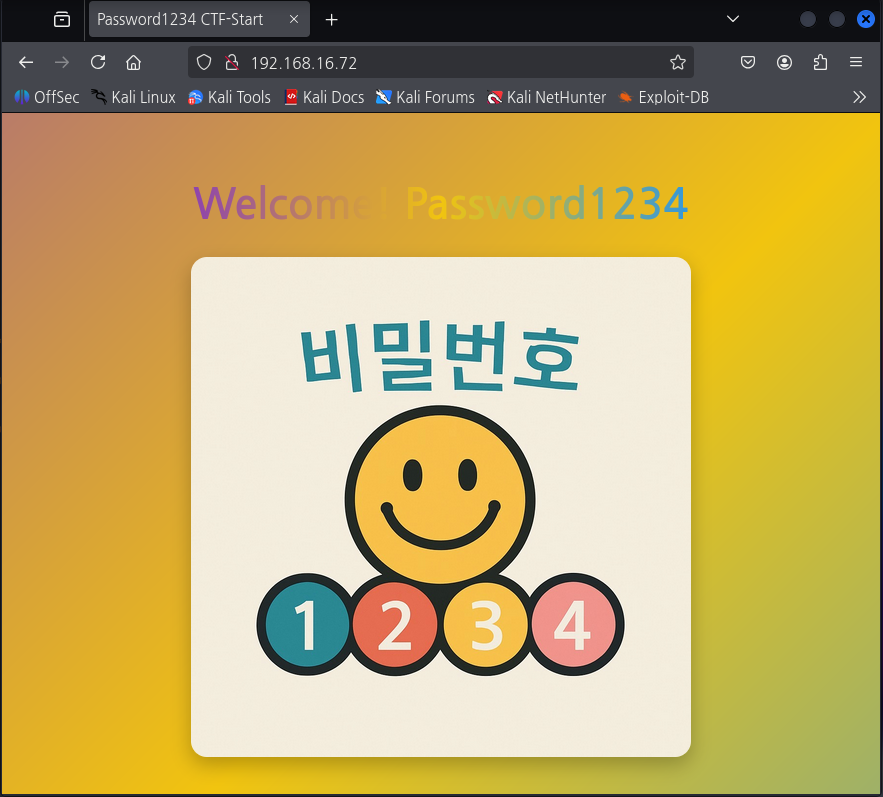 Password1234 CTF-Start
192.168.16.72
OffSec Kali Linux Kali Tools Kali Docs Kali Forums Kali NetHunter Exploit-DB
Welcome! Password1234
비밀번호
1 2 3 4